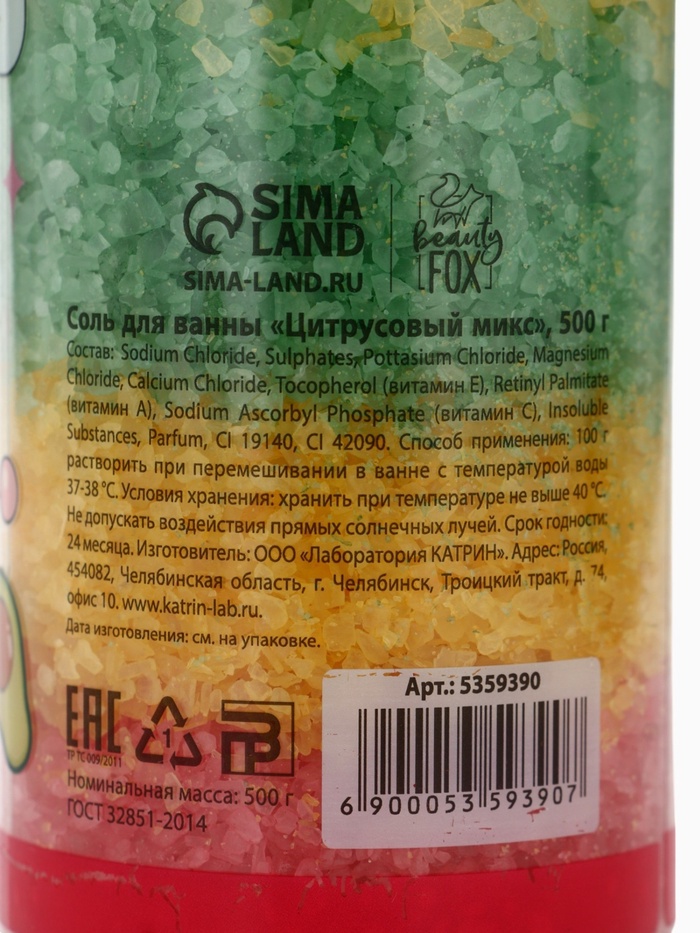 SIMA
LAND
SIMA-LAND.RU
beauty
FOX
Соль для ванны «Цитрусовый микс», 500 г
Состав: Sodium Chloride, Sulphates, Pottasium Chloride, Magnesium
Chloride, Calcium Chloride, Tocopherol (витамин Е), Retinyl Palmitate
(витамин А), Sodium Ascorbyl Phosphate (витамин С), Insoluble
Substances, Parfum, CI 19140, CI 42090. Способ применения: 100 г
растворить при перемешивании в ванне с температурой воды
37-38 °С. Условия хранения: хранить при температуре не выше 40 °С.
Не допускать воздействия прямых солнечных лучей. Срок годности:
24 месяца. Изготовитель: ООО «Лаборатория КАТРИН». Адрес: Россия,
454082, Челябинская область, г. Челябинск, Троицкий тракт, д. 74,
офис 10. www.katrin-lab.ru.
Дата изготовления: см. на упаковке.
EAC
ТР ТС 009/2011
1
Номинальная масса: 500 г
ГОСТ 32851-2014
Арт.: 5359390
6 900053 593907